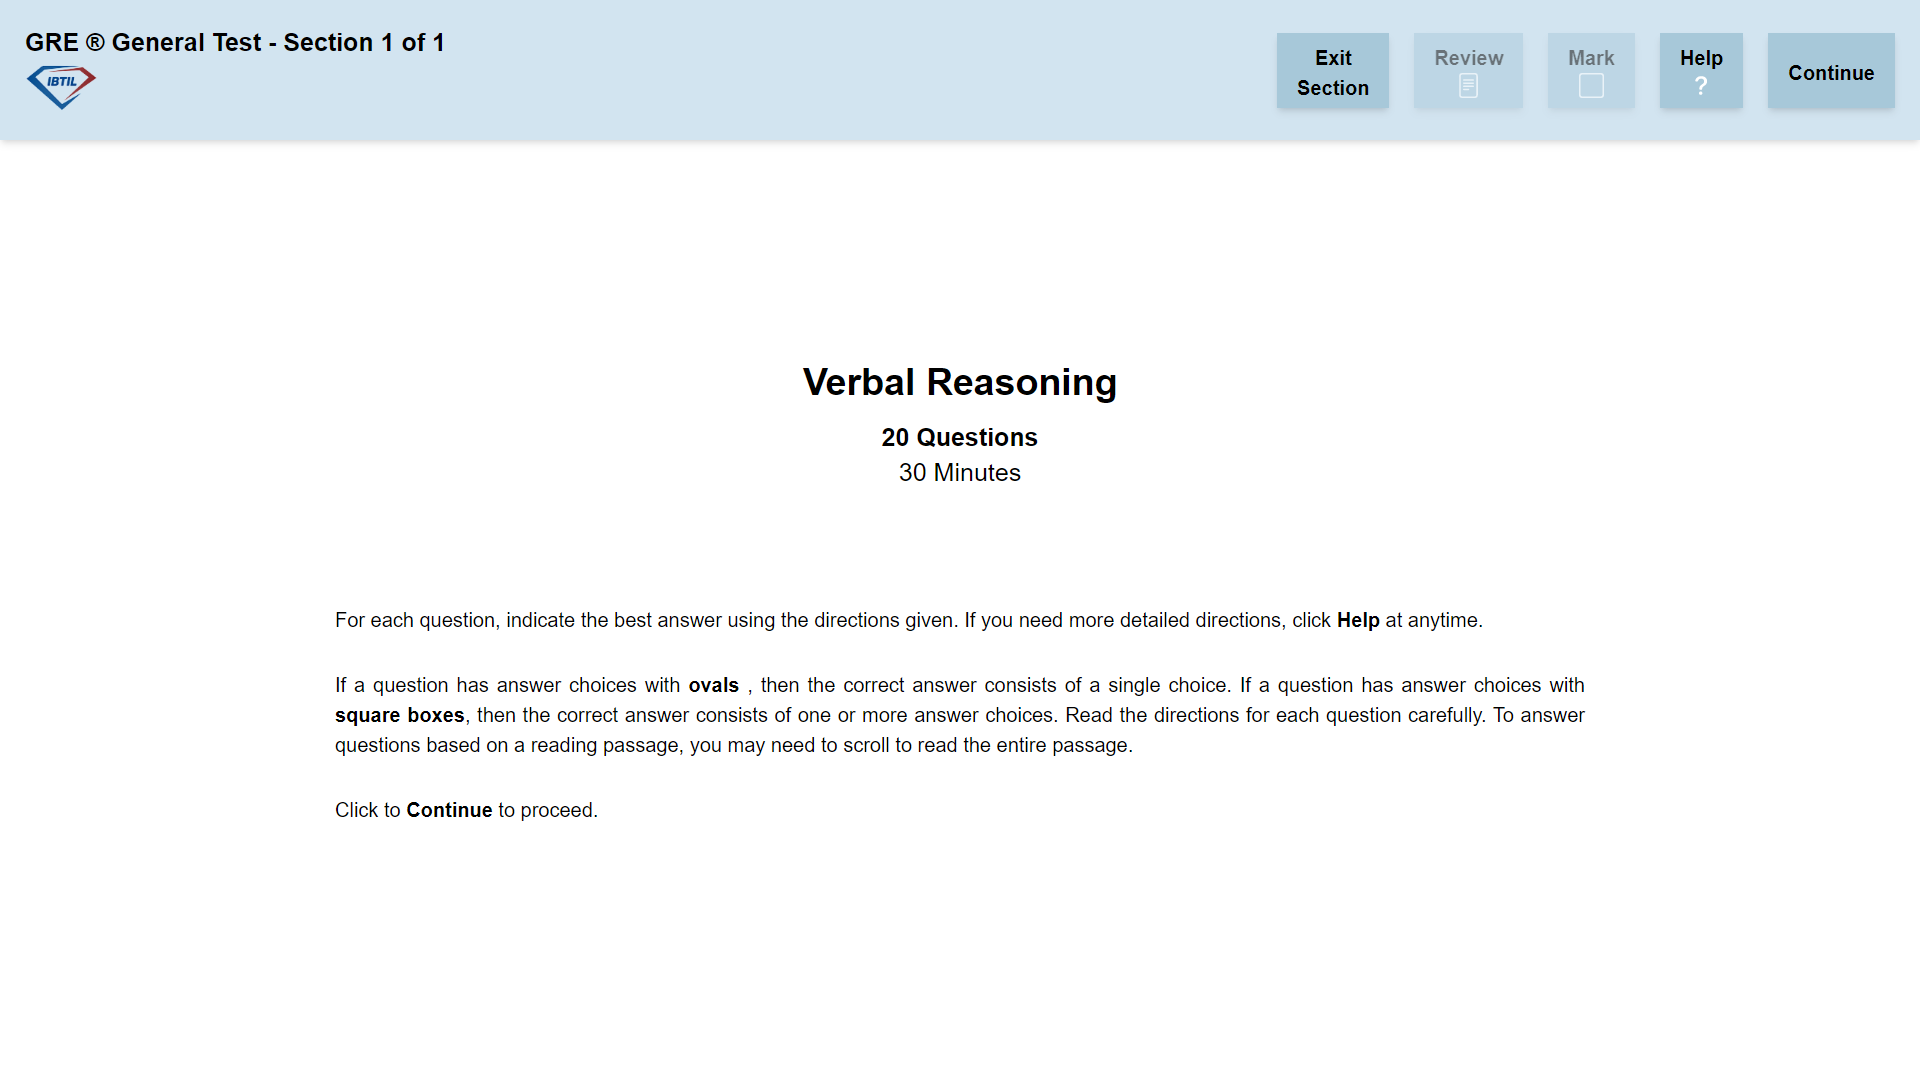 GRE ® General Test - Section 1 of 1
IBTIL
Exit
Section
Review
Mark
Help
?
Continue
Verbal Reasoning
20 Questions
30 Minutes
For each question, indicate the best answer using the directions given. If you need more detailed directions, click Help at anytime.
If a question has answer choices with ovals , then the correct answer consists of a single choice. If a question has answer choices with
square boxes, then the correct answer consists of one or more answer choices. Read the directions for each question carefully. To answer
questions based on a reading passage, you may need to scroll to read the entire passage.
Click to Continue to proceed.